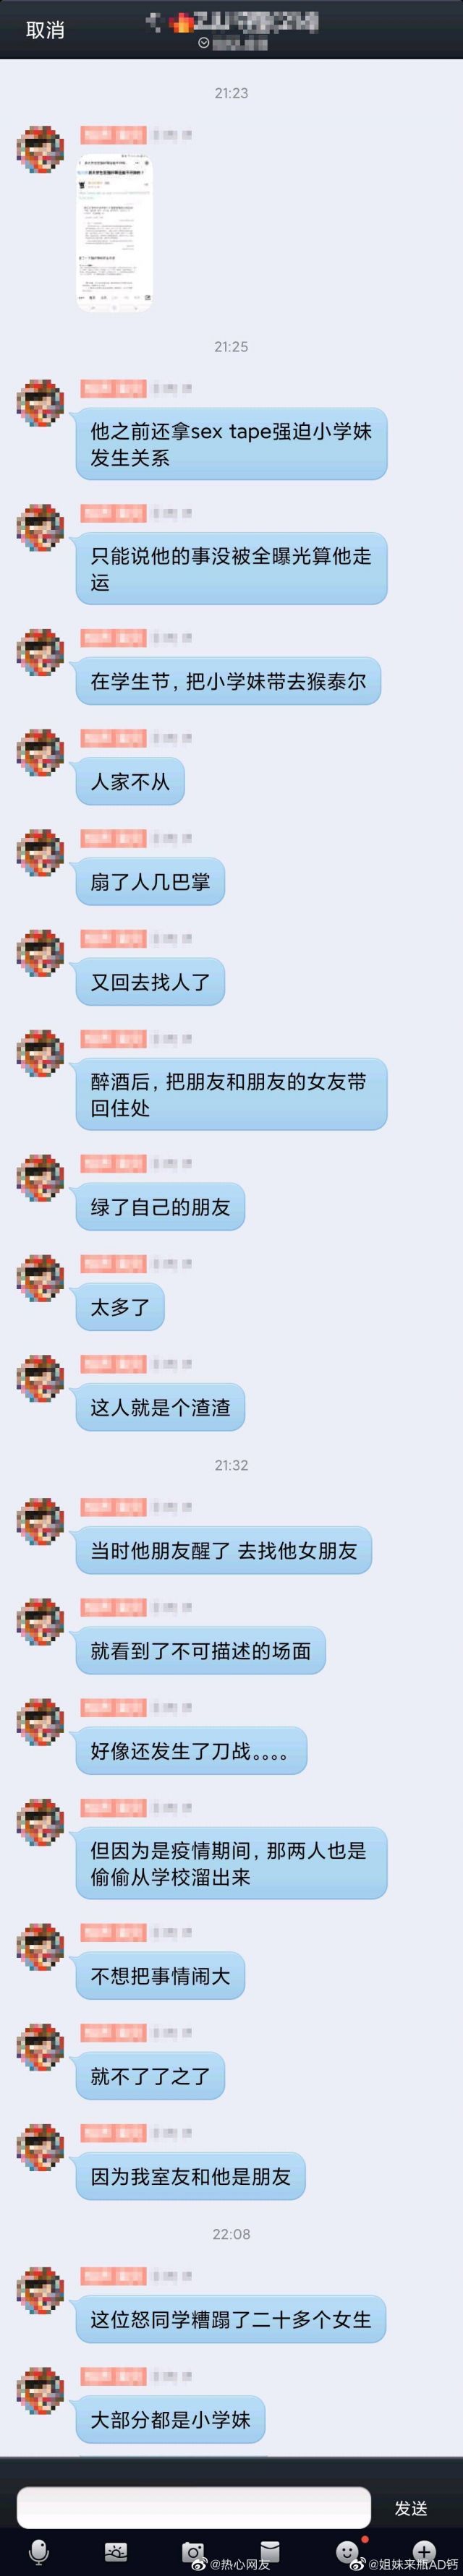 取消
21:23
21:25
他之前还拿sex tape强迫小学妹
发生关系
只能说他的事没被全曝光算他走
运
在学生节，把小学妹带去猴泰尔
人家不从
扇了人几巴掌
又回去找人了
醉酒后，把朋友和朋友的女友带
回住处
绿了自己的朋友
太多了
这人就是个渣渣
21:32
当时他朋友醒了 去找他女朋友
就看到了不可描述的场面
好像还发生了刀战。。。。
但因为是疫情期间，那两人也是
偷偷从学校溜出来
不想把事情闹大
就不了了之了
因为我室友和他是朋友
22:08
这位怒同学糟蹋了二十多个女生
大部分都是小学妹
发送
@热心网友
@姐妹来瓶AD钙